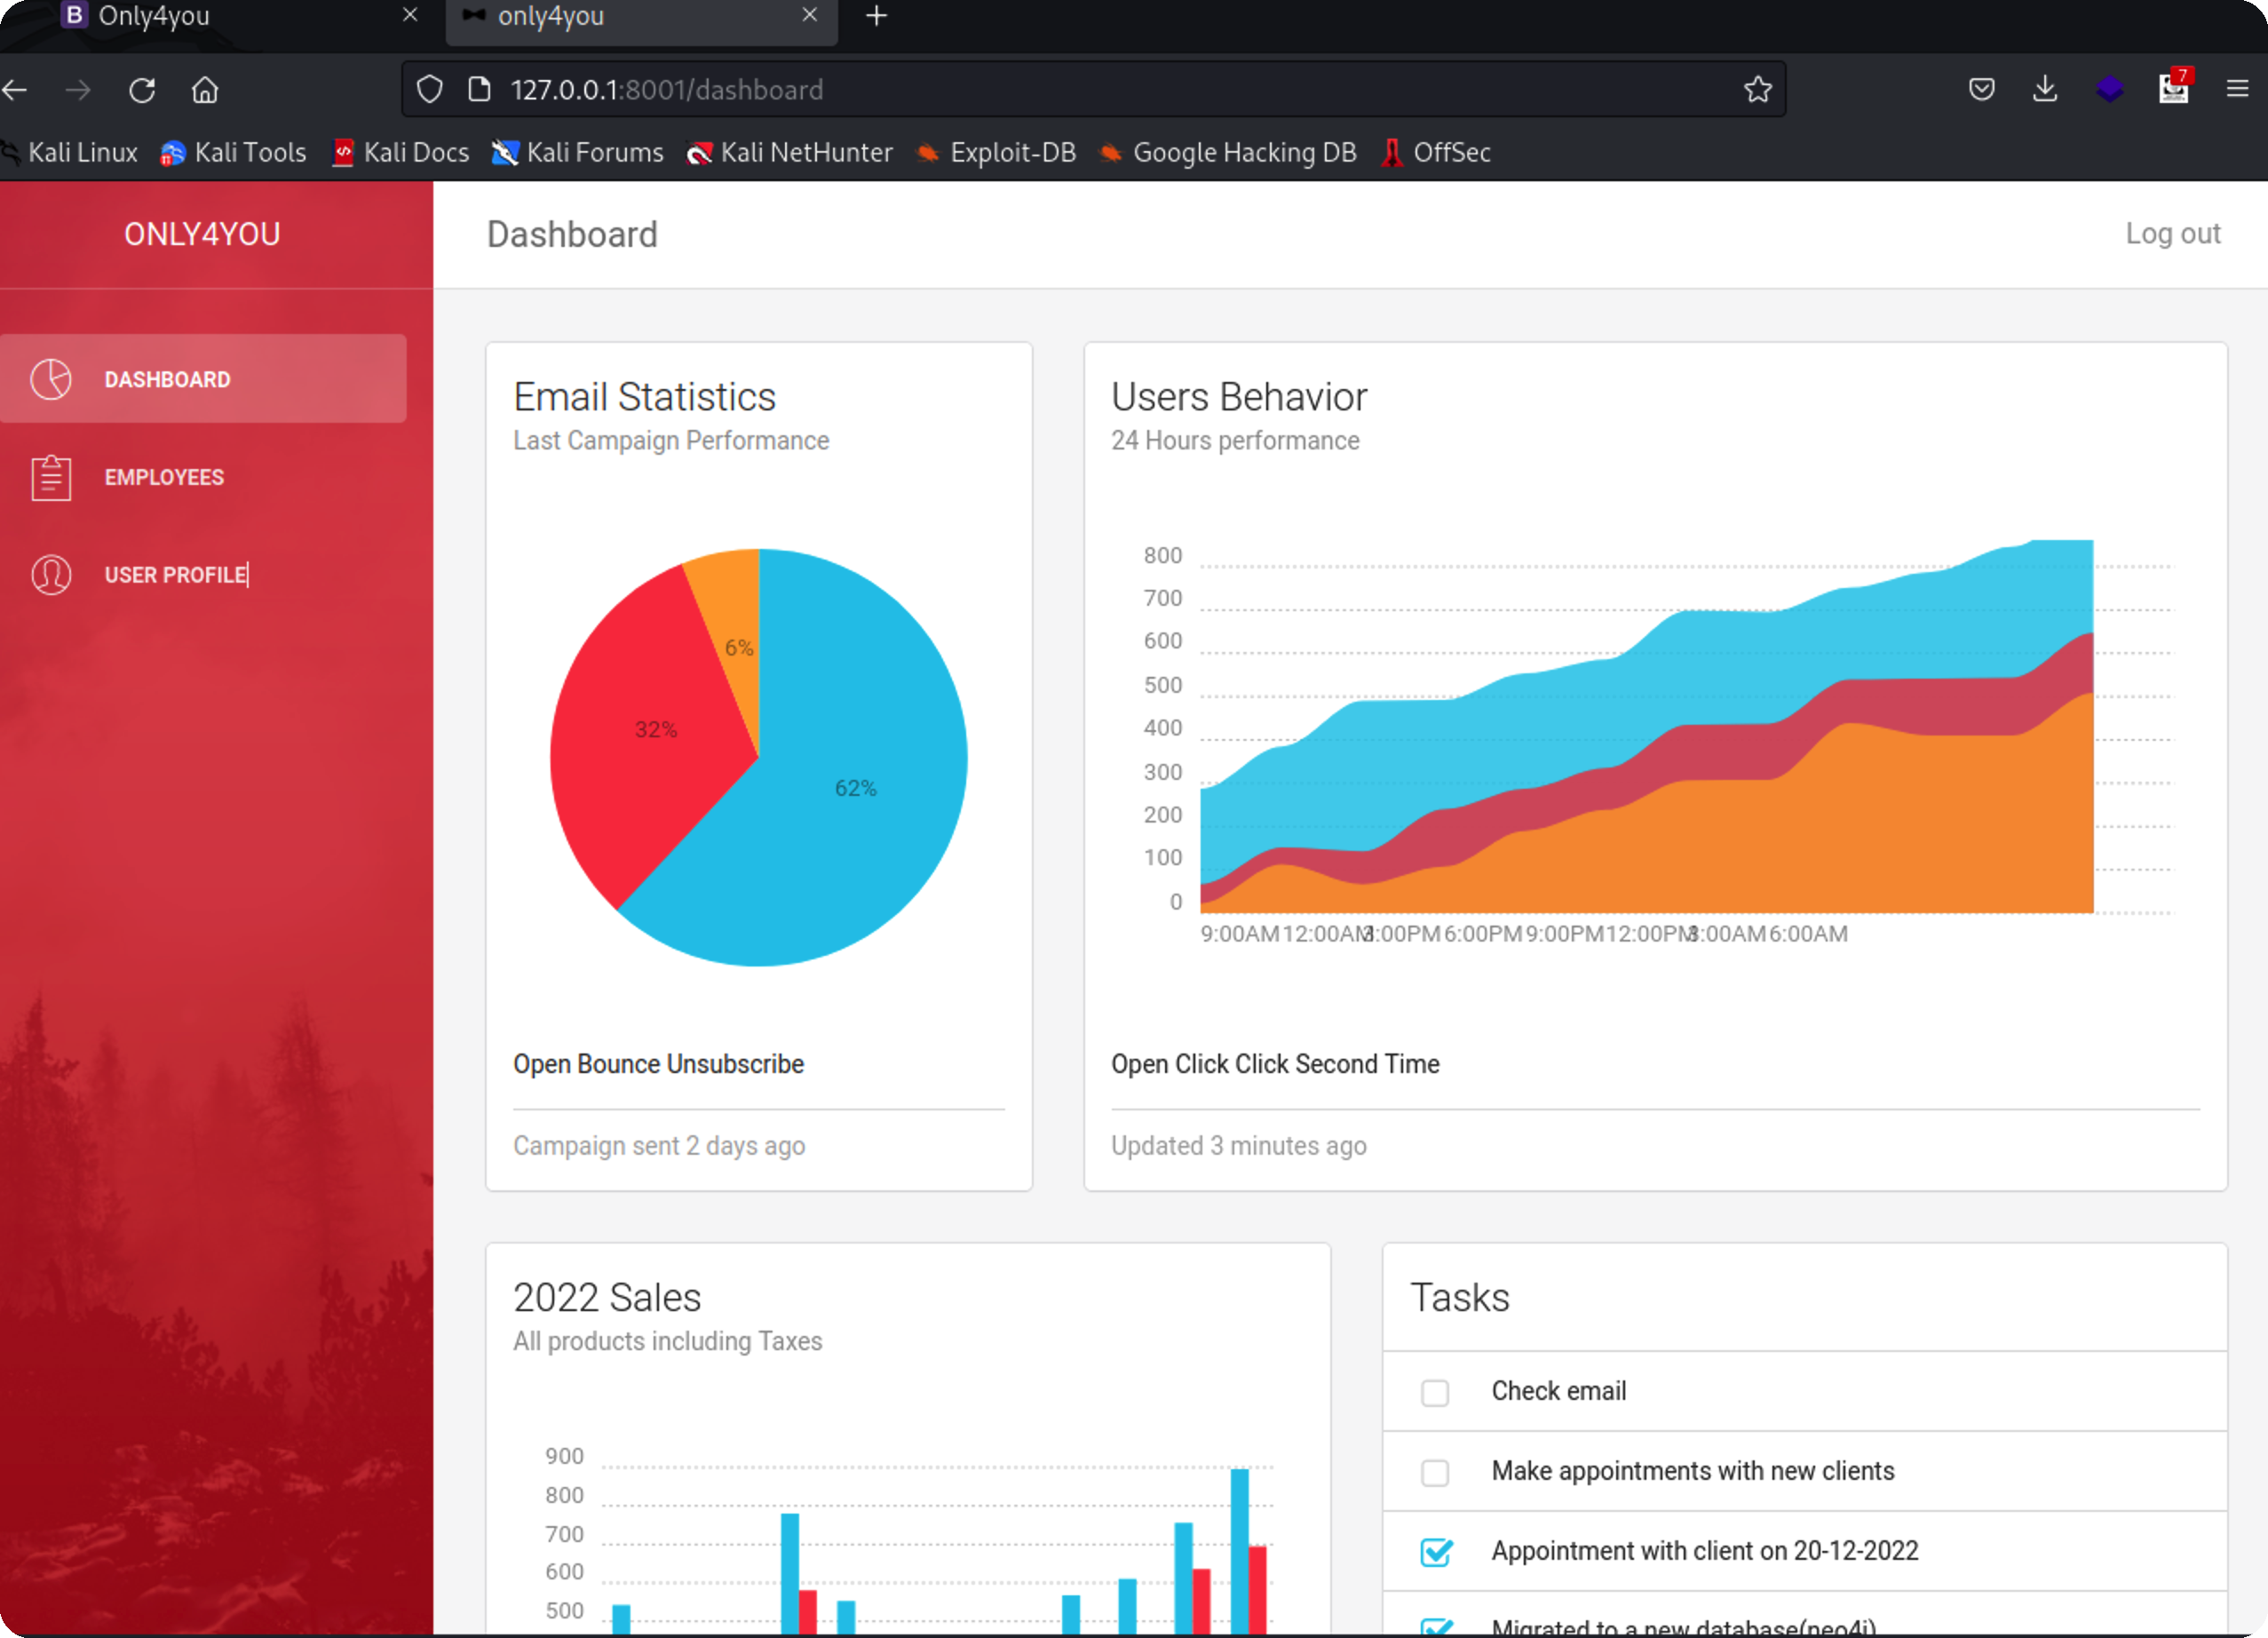 Only4you
only4you
127.0.0.1:8001/dashboard
7
Kali Linux Kali Tools Kali Docs Kali Forums Kali NetHunter Exploit-DB Google Hacking DB OffSec
ONLY4YOU
DASHBOARD
EMPLOYEES
USER PROFILE
Dashboard
Log out
Email Statistics
Last Campaign Performance
6%
32%
62%
Open Bounce Unsubscribe
Campaign sent 2 days ago
Users Behavior
24 Hours performance
800
700
600
500
400
300
200
100
0
9:00AM 12:00AM 3:00PM 6:00PM 9:00PM 12:00PM 3:00AM 6:00AM
Open Click Click Second Time
Updated 3 minutes ago
2022 Sales
All products including Taxes
900
800
700
600
500
Tasks
Check email
Make appointments with new clients
Appointment with client on 20-12-2022
Migrated to a new database(neo4j)